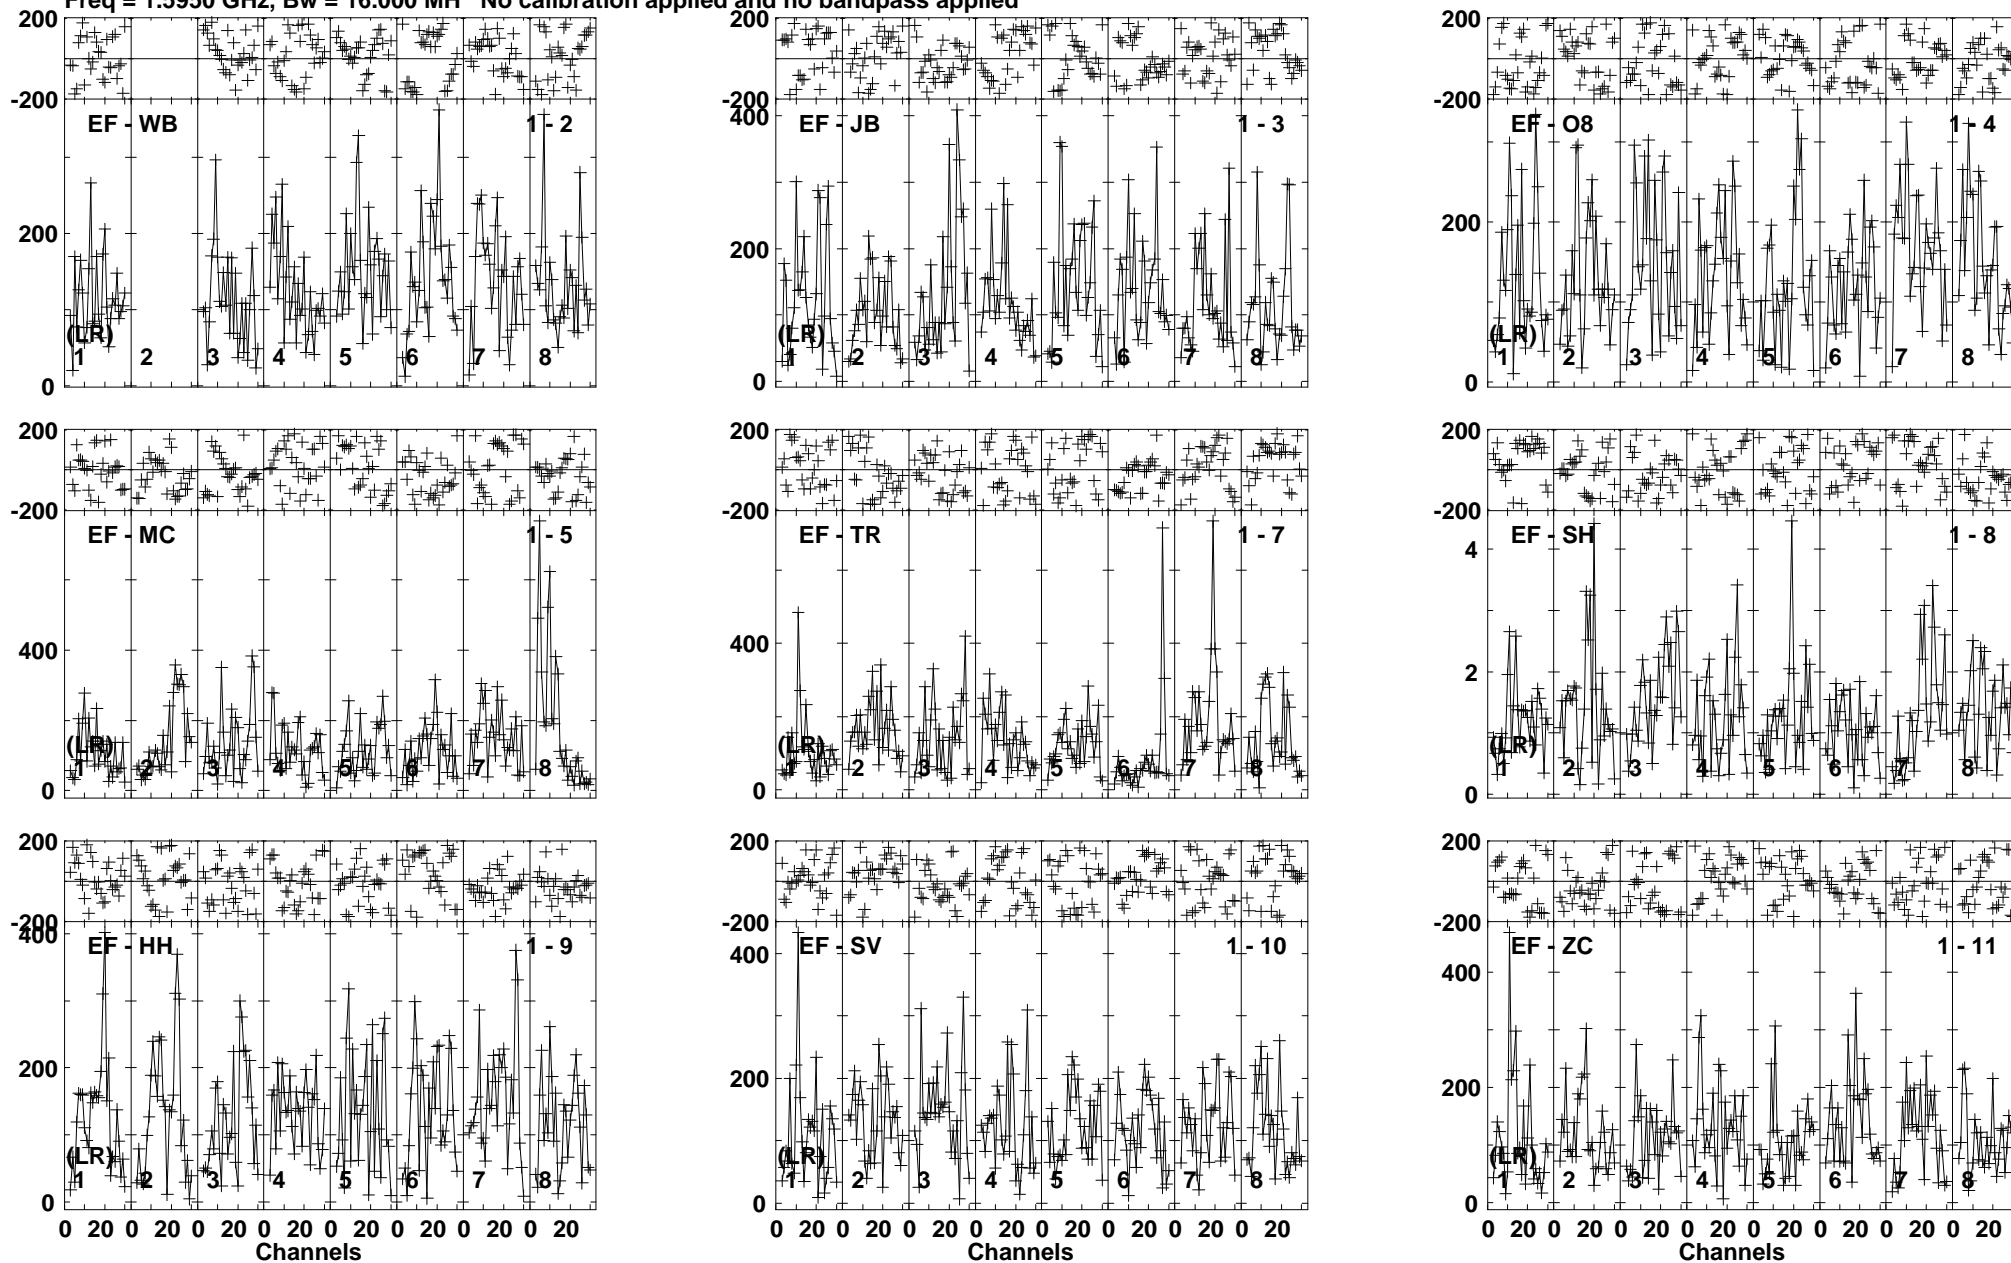 Freq = 1.5950 GHz, Bw = 16.000 MH No calibration applied and no bandpass applied
200 200 200
-200 -200 -200
EF - WB 1 - 2 EF - JB 1 - 3 EF - O8 1 - 4
400
200 200 200
(LR) (LR) (LR)
1 2 3 4 5 6 7 8 1 2 3 4 5 6 7 8 1 2 3 4 5 6 7 8
0 0 0
200 200 200
-200 -200 -200
EF - MC 1 - 5 EF - TR 1 - 7 EF - SH 1 - 8
4
400 400
2
(LR) (LR) (LR)
1 2 3 4 5 6 7 8 1 2 3 4 5 6 7 8 1 2 3 4 5 6 7 8
0 0 0
200 200 200
-200 -200 -200
400 EF - HH 1 - 9 EF - SV 1 - 10 EF - ZC 1 - 11
400 400
200 200 200
(LR) (LR) (LR)
1 2 3 4 5 6 7 8 1 2 3 4 5 6 7 8 1 2 3 4 5 6 7 8
0 0 0
0 20 0 20 0 20 0 20 0 20 0 20 0 20 0 20 0 20 0 20 0 20 0 20 0 20 0 20 0 20 0 20 0 20 0 20 0 20 0 20 0 20 0 20 0 20 0 20
Channels Channels Channels